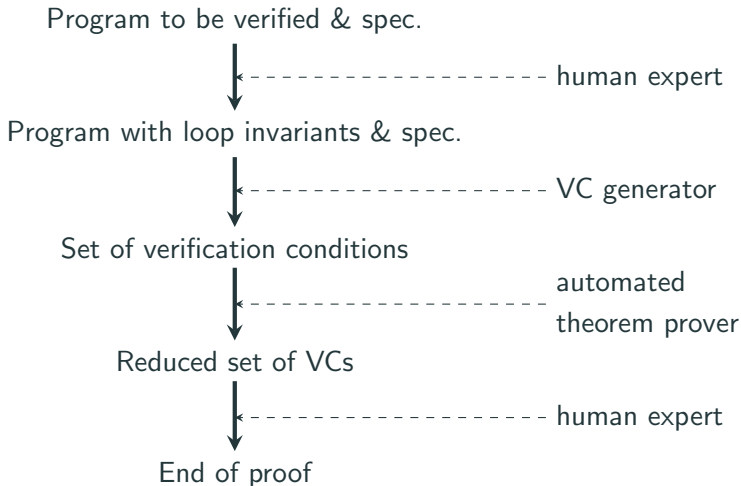 Program to be verified & spec.
human expert
Program with loop invariants & spec.
VC generator
Set of verification conditions
automated
theorem prover
Reduced set of VCs
human expert
End of proof